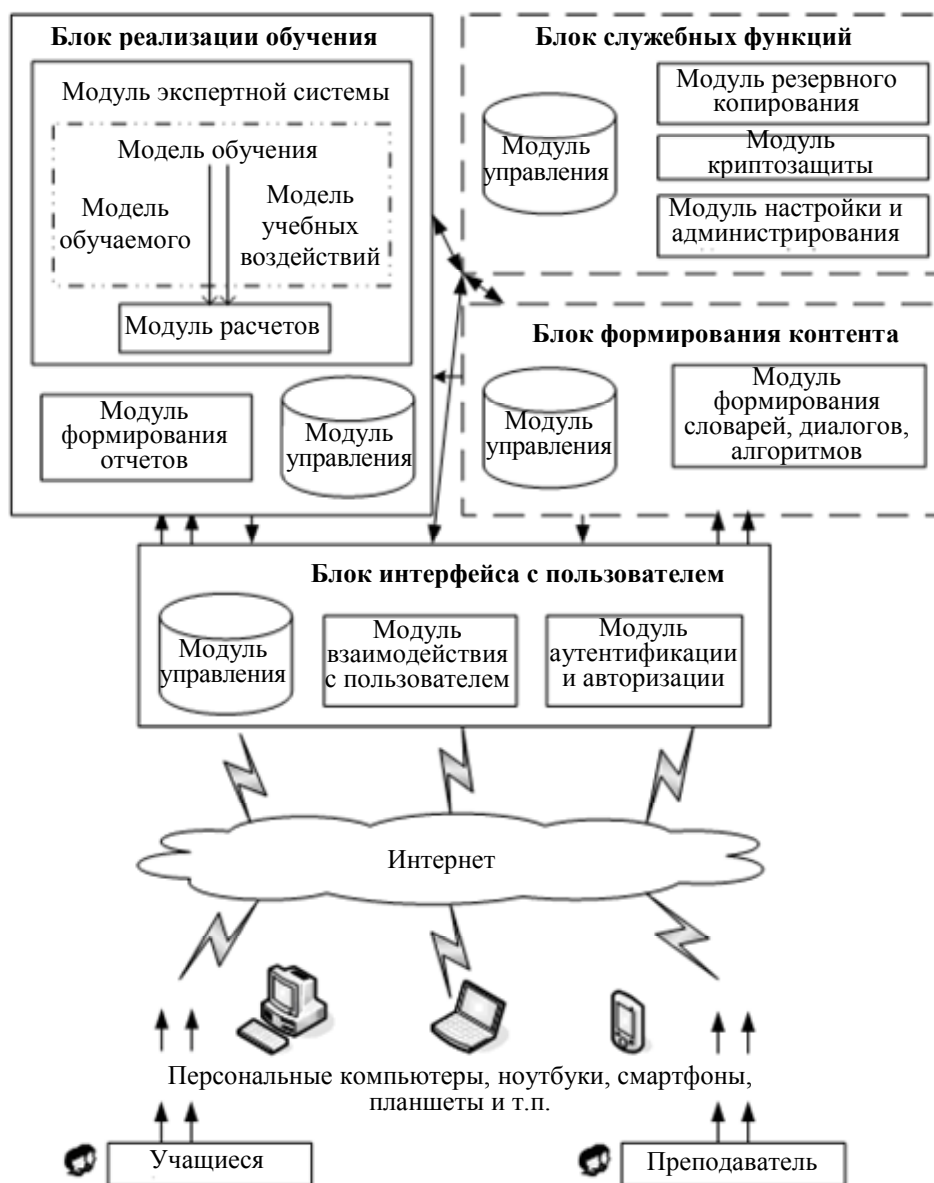 Блок реализации обучения
Модуль экспертной системы
Модель обучения
Модель
обучаемого
Модель
учебных
воздействий
Модуль расчетов
Модуль
формирования
отчетов
Модуль
управления
Блок служебных функций
Модуль
управления
Модуль резервного
копирования
Модуль
криптозащиты
Модуль настройки и
администрирования
Блок формирования контента
Модуль
управления
Модуль
формирования
словарей, диалогов,
алгоритмов
Блок интерфейса с пользователем
Модуль
управления
Модуль
взаимодействия
с пользователем
Модуль
аутентификации
и авторизации
Интернет
Персональные компьютеры, ноутбуки, смартфоны,
планшеты и т.п.
Учащиеся
Преподаватель